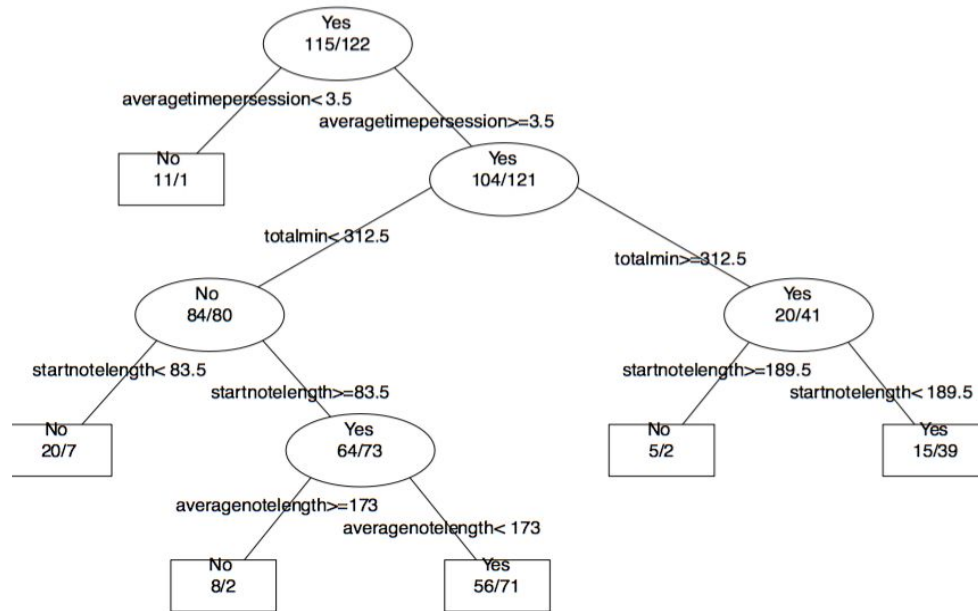 Yes
115/122
averagetimepersession< 3.5
averagetimepersession>=3.5
No
11/1
Yes
104/121
totalmin< 312.5
totalmin>=312.5
No
84/80
Yes
20/41
startnotelength< 83.5
startnotelength>=83.5
startnotelength>=189.5
startnotelength< 189.5
No
20/7
Yes
64/73
No
5/2
Yes
15/39
averagenotelength>=173
averagenotelength< 173
No
8/2
Yes
56/71